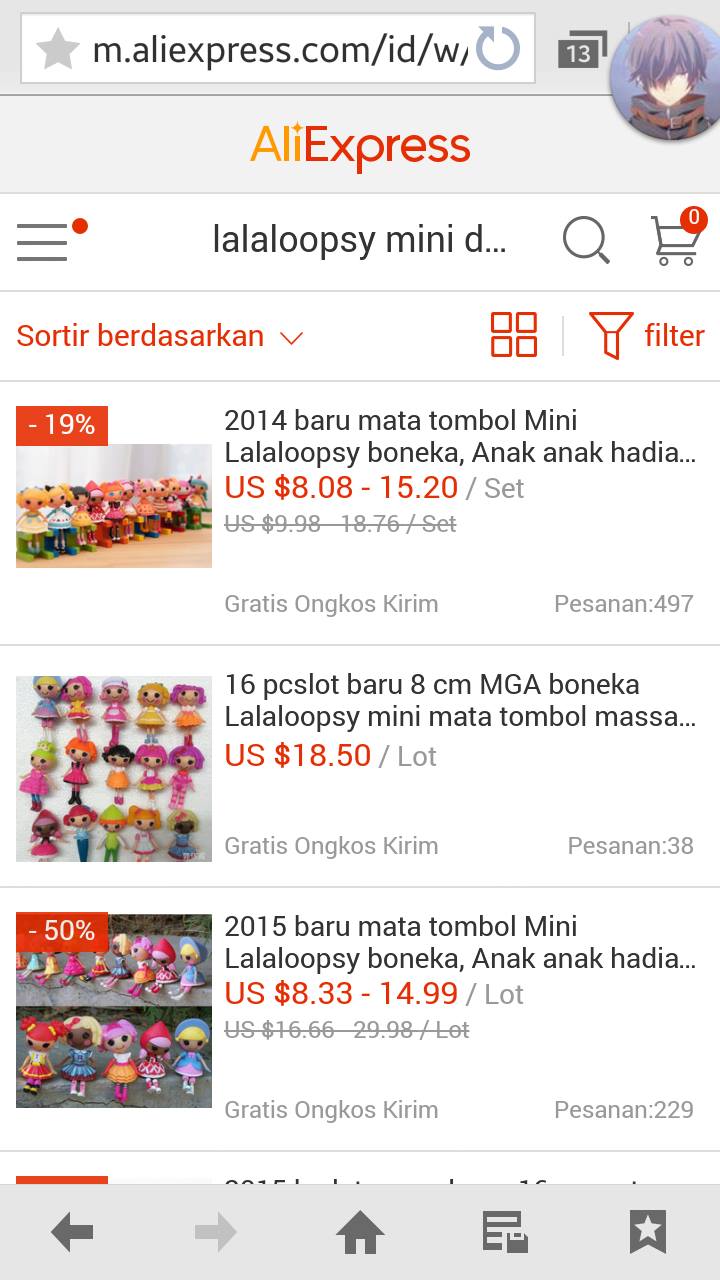 m.aliexpress.com/id/w/
13
AliExpress
lalaloopsy mini d...
0
Sortir berdasarkan
filter
- 19%
2014 baru mata tombol Mini
Lalaloopsy boneka, Anak anak hadia...
US $8.08 - 15.20 / Set
US $9.98 - 18.76 / Set
Gratis Ongkos Kirim
Pesanan:497
16 pcslot baru 8 cm MGA boneka
Lalaloopsy mini mata tombol massa...
US $18.50 / Lot
Gratis Ongkos Kirim
Pesanan:38
- 50%
2015 baru mata tombol Mini
Lalaloopsy boneka, Anak anak hadia...
US $8.33 - 14.99 / Lot
US $16.66 - 29.98 / Lot
Gratis Ongkos Kirim
Pesanan:229